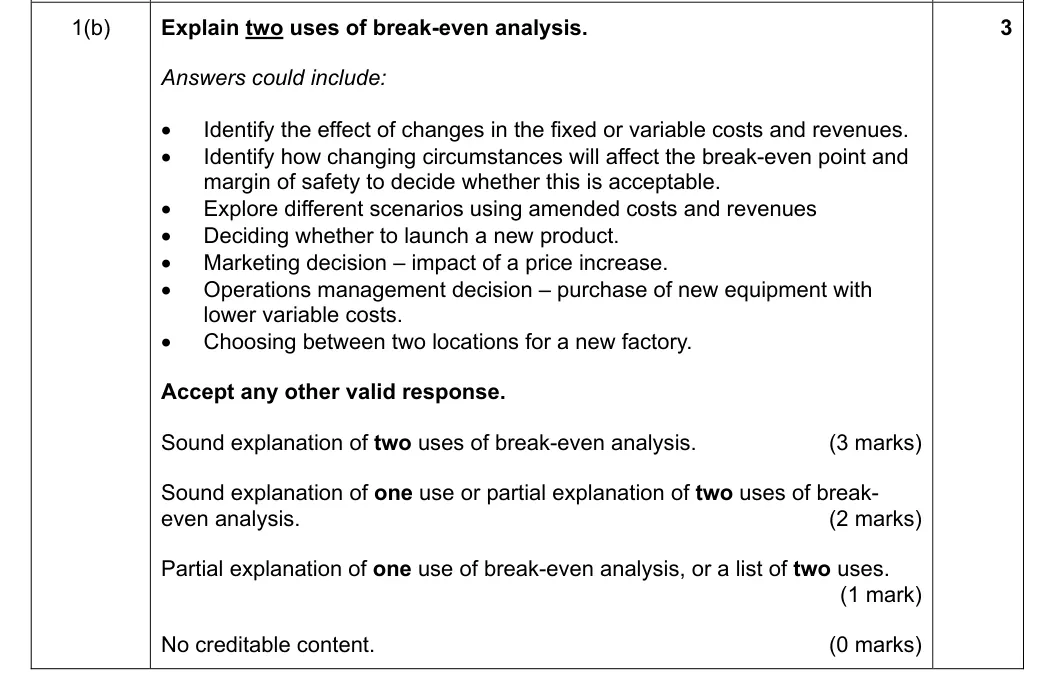 1(b) Explain two uses of break-even analysis. 3
Answers could include:
• Identify the effect of changes in the fixed or variable costs and revenues.
• Identify how changing circumstances will affect the break-even point and
margin of safety to decide whether this is acceptable.
• Explore different scenarios using amended costs and revenues
• Deciding whether to launch a new product.
• Marketing decision – impact of a price increase.
• Operations management decision – purchase of new equipment with
lower variable costs.
• Choosing between two locations for a new factory.
Accept any other valid response.
Sound explanation of two uses of break-even analysis. (3 marks)
Sound explanation of one use or partial explanation of two uses of break-
even analysis. (2 marks)
Partial explanation of one use of break-even analysis, or a list of two uses.
(1 mark)
No creditable content. (0 marks)